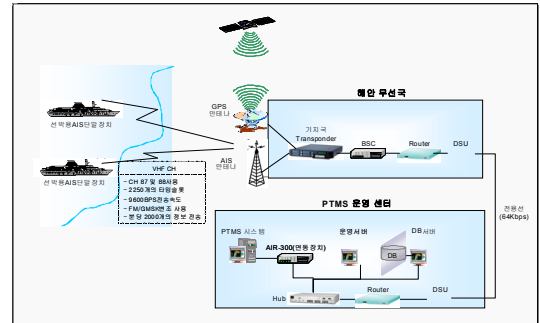 GPS
안테나
해안 무선국
선박용AIS단말장치
기지국
Transponder
BSC
Router
DSU
AIS
안테나
선박용AIS단말장치
VHF CH
- CH 87 및 88사용
- 2250개의 타임슬롯
- 9600BPS전송속도
- FM/GMSK변조 사용
- 분당 2000개의 정보 전송
전용선
(64Kbps)
PTMS 운영 센터
PTMS 시스템
운영서버
DB서버
AIR-300(연동장치)
DB
Hub
Router
DSU